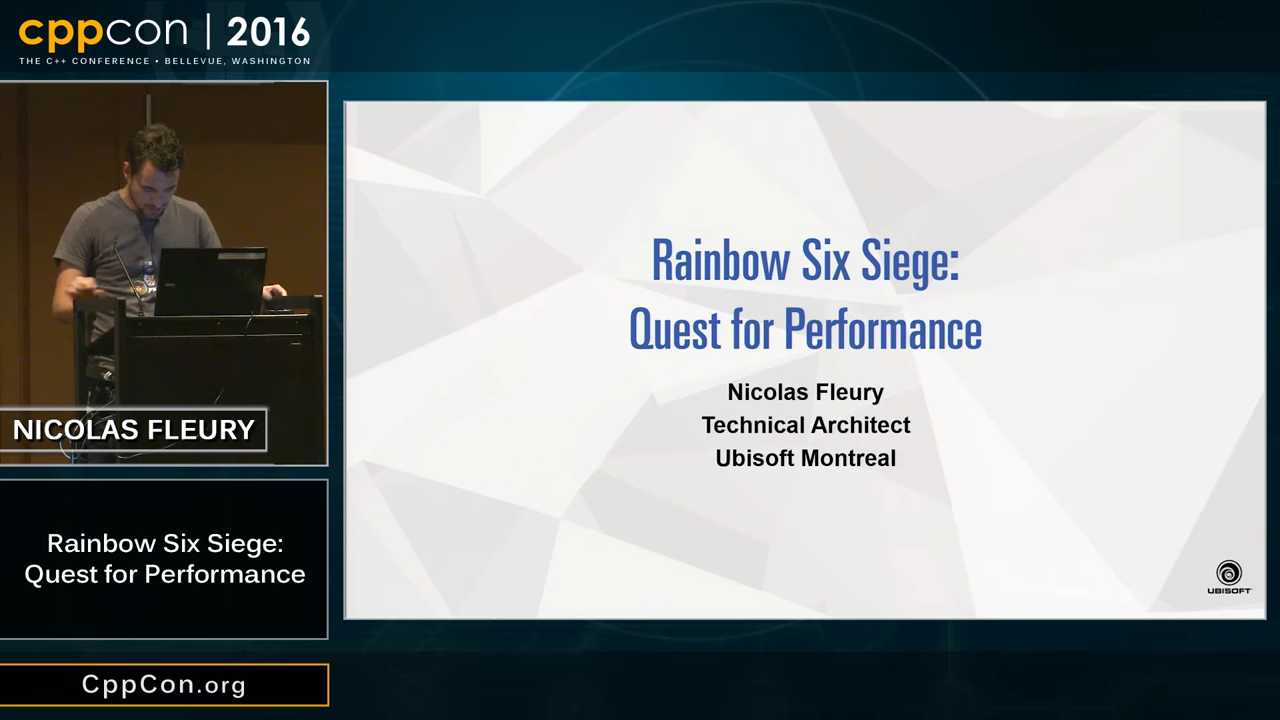 cppcon | 2016
THE C++ CONFERENCE • BELLEVUE, WASHINGTON
NICOLAS FLEURY
Rainbow Six Siege:
Quest for Performance
CppCon.org
Rainbow Six Siege:
Quest for Performance
Nicolas Fleury
Technical Architect
Ubisoft Montreal
UBISOFT